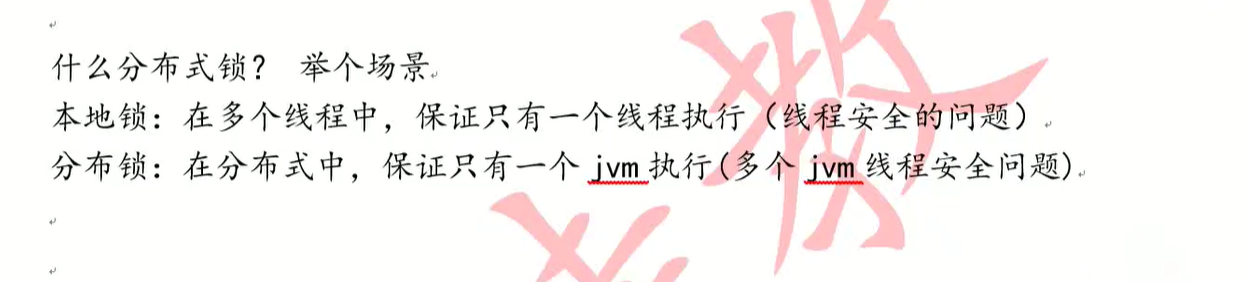 什么分布式锁？ 举个场景
本地锁：在多个线程中，保证只有一个线程执行（线程安全的问题）
分布锁：在分布式中，保证只有一个 jvm 执行(多个 jvm 线程安全问题)